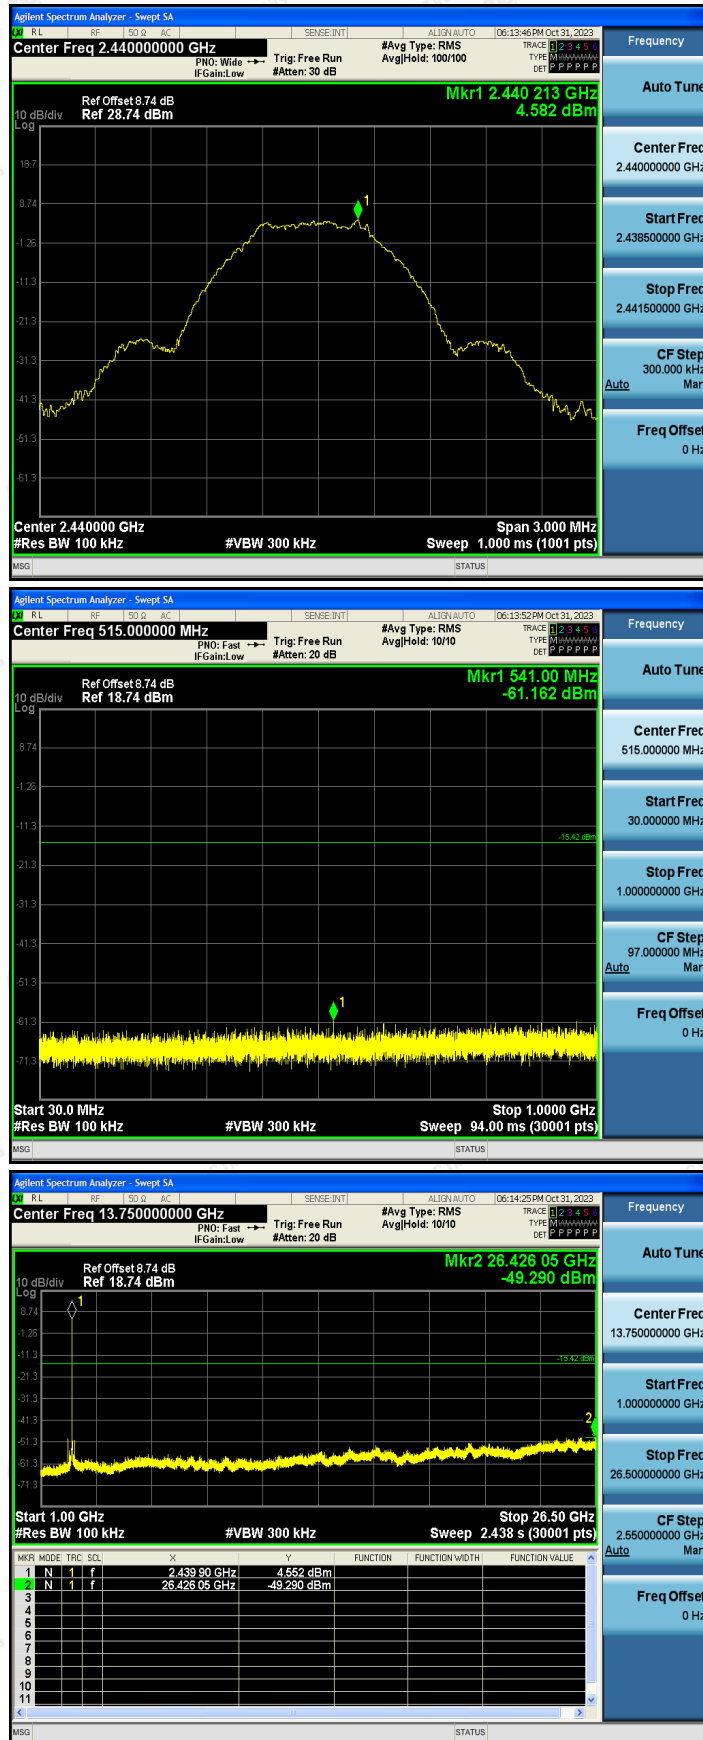 Agilent Spectrum Analyzer - Swept SA
LXI RL RF 50 Ω AC SENSE:INT ALIGN AUTO 06:13:46 PM Oct 31, 2023
Center Freq 2.440000000 GHz
PNO: Wide
IFGain:Low
Trig: Free Run
#Atten: 30 dB
#Avg Type: RMS
Avg|Hold: 100/100
TRACE 1 2 3 4 5 6
TYPE M
DET P P P P P P
Ref Offset 8.74 dB
10 dB/div Ref 28.74 dBm
Log
Mkr1 2.440 213 GHz
4.582 dBm
18.7
8.74
-1.26
-11.3
-21.3
-31.3
-41.3
-51.3
-61.3
1
Center 2.440000 GHz Span 3.000 MHz
#Res BW 100 kHz #VBW 300 kHz Sweep 1.000 ms (1001 pts)
MSG STATUS
Frequency
Auto Tune
Center Freq
2.440000000 GHz
Start Freq
2.438500000 GHz
Stop Freq
2.441500000 GHz
CF Step
300.000 kHz
Auto Man
Freq Offset
0 Hz
Agilent Spectrum Analyzer - Swept SA
LXI RL RF 50 Ω AC SENSE:INT ALIGN AUTO 06:13:52 PM Oct 31, 2023
Center Freq 515.000000 MHz
PNO: Fast
IFGain:Low
Trig: Free Run
#Atten: 20 dB
#Avg Type: RMS
Avg|Hold: 10/10
TRACE 1 2 3 4 5 6
TYPE M
DET P P P P P P
Ref Offset 8.74 dB
10 dB/div Ref 18.74 dBm
Log
Mkr1 541.00 MHz
-61.162 dBm
8.74
-1.26
-11.3
-21.3
-31.3
-41.3
-51.3
-61.3
-71.3
-15.42 dBm
1
Start 30.0 MHz Stop 1.0000 GHz
#Res BW 100 kHz #VBW 300 kHz Sweep 94.00 ms (30001 pts)
MSG STATUS
Frequency
Auto Tune
Center Freq
515.000000 MHz
Start Freq
30.000000 MHz
Stop Freq
1.000000000 GHz
CF Step
97.000000 MHz
Auto Man
Freq Offset
0 Hz
Agilent Spectrum Analyzer - Swept SA
LXI RL RF 50 Ω AC SENSE:INT ALIGN AUTO 06:14:25 PM Oct 31, 2023
Center Freq 13.750000000 GHz
PNO: Fast
IFGain:Low
Trig: Free Run
#Atten: 20 dB
#Avg Type: RMS
Avg|Hold: 10/10
TRACE 1 2 3 4 5 6
TYPE M
DET P P P P P P
Ref Offset 8.74 dB
10 dB/div Ref 18.74 dBm
Log
Mkr2 26.426 05 GHz
-49.290 dBm
8.74
-1.26
-11.3
-21.3
-31.3
-41.3
-51.3
-61.3
-71.3
1
-15.42 dBm
2
Start 1.00 GHz Stop 26.50 GHz
#Res BW 100 kHz #VBW 300 kHz Sweep 2.438 s (30001 pts)
MKR MODE TRC SCL X Y FUNCTION FUNCTION WIDTH FUNCTION VALUE
1 N 1 f 2.439 90 GHz 4.552 dBm
2 N 1 f 26.426 05 GHz -49.290 dBm
3
4
5
6
7
8
9
10
11
MSG STATUS
Frequency
Auto Tune
Center Freq
13.750000000 GHz
Start Freq
1.000000000 GHz
Stop Freq
26.500000000 GHz
CF Step
2.550000000 GHz
Auto Man
Freq Offset
0 Hz